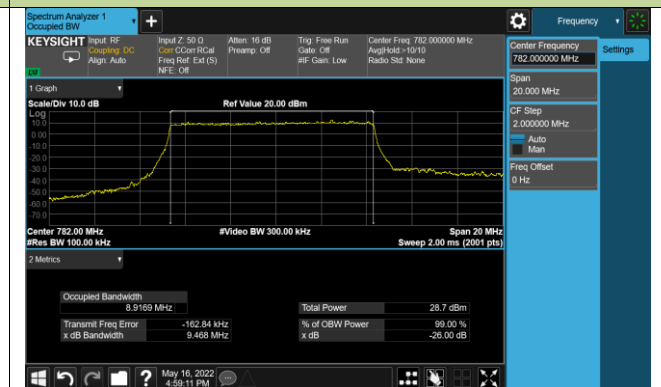 Spectrum Analyzer 1
Occupied BW
Frequency
KEYSIGHT
Input: RF
Coupling: DC
Align: Auto
Input Z: 50 Ω
Corr CCorr RCal
Freq Ref: Ext (S)
NFE: Off
Atten: 16 dB
Preamp: Off
Trig: Free Run
Gate: Off
#IF Gain: Low
Center Freq: 782.000000 MHz
Avg|Hold:>10/10
Radio Std: None
Center Frequency
782.000000 MHz
Settings
Span
20.000 MHz
CF Step
2.000000 MHz
Auto
Man
Freq Offset
0 Hz
1 Graph
Scale/Div 10.0 dB
Ref Value 20.00 dBm
Log
10.0
0.00
-10.0
-20.0
-30.0
-40.0
-50.0
-60.0
-70.0
Center 782.00 MHz
#Video BW 300.00 kHz
Span 20 MHz
#Res BW 100.00 kHz
Sweep 2.00 ms (2001 pts)
2 Metrics
Occupied Bandwidth
8.9169 MHz
Total Power
28.7 dBm
Transmit Freq Error
-162.84 kHz
% of OBW Power
99.00 %
x dB Bandwidth
9.468 MHz
x dB
-26.00 dB
May 16, 2022
4:59:11 PM